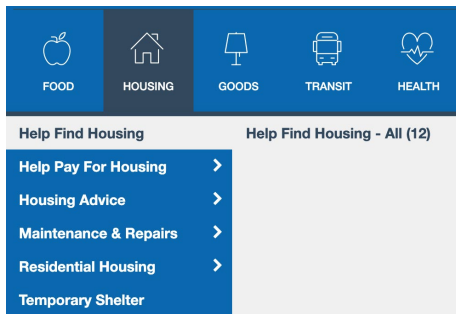 FOOD
HOUSING
GOODS
TRANSIT
HEALTH
Help Find Housing
Help Find Housing - All (12)
Help Pay For Housing
Housing Advice
Maintenance & Repairs
Residential Housing
Temporary Shelter